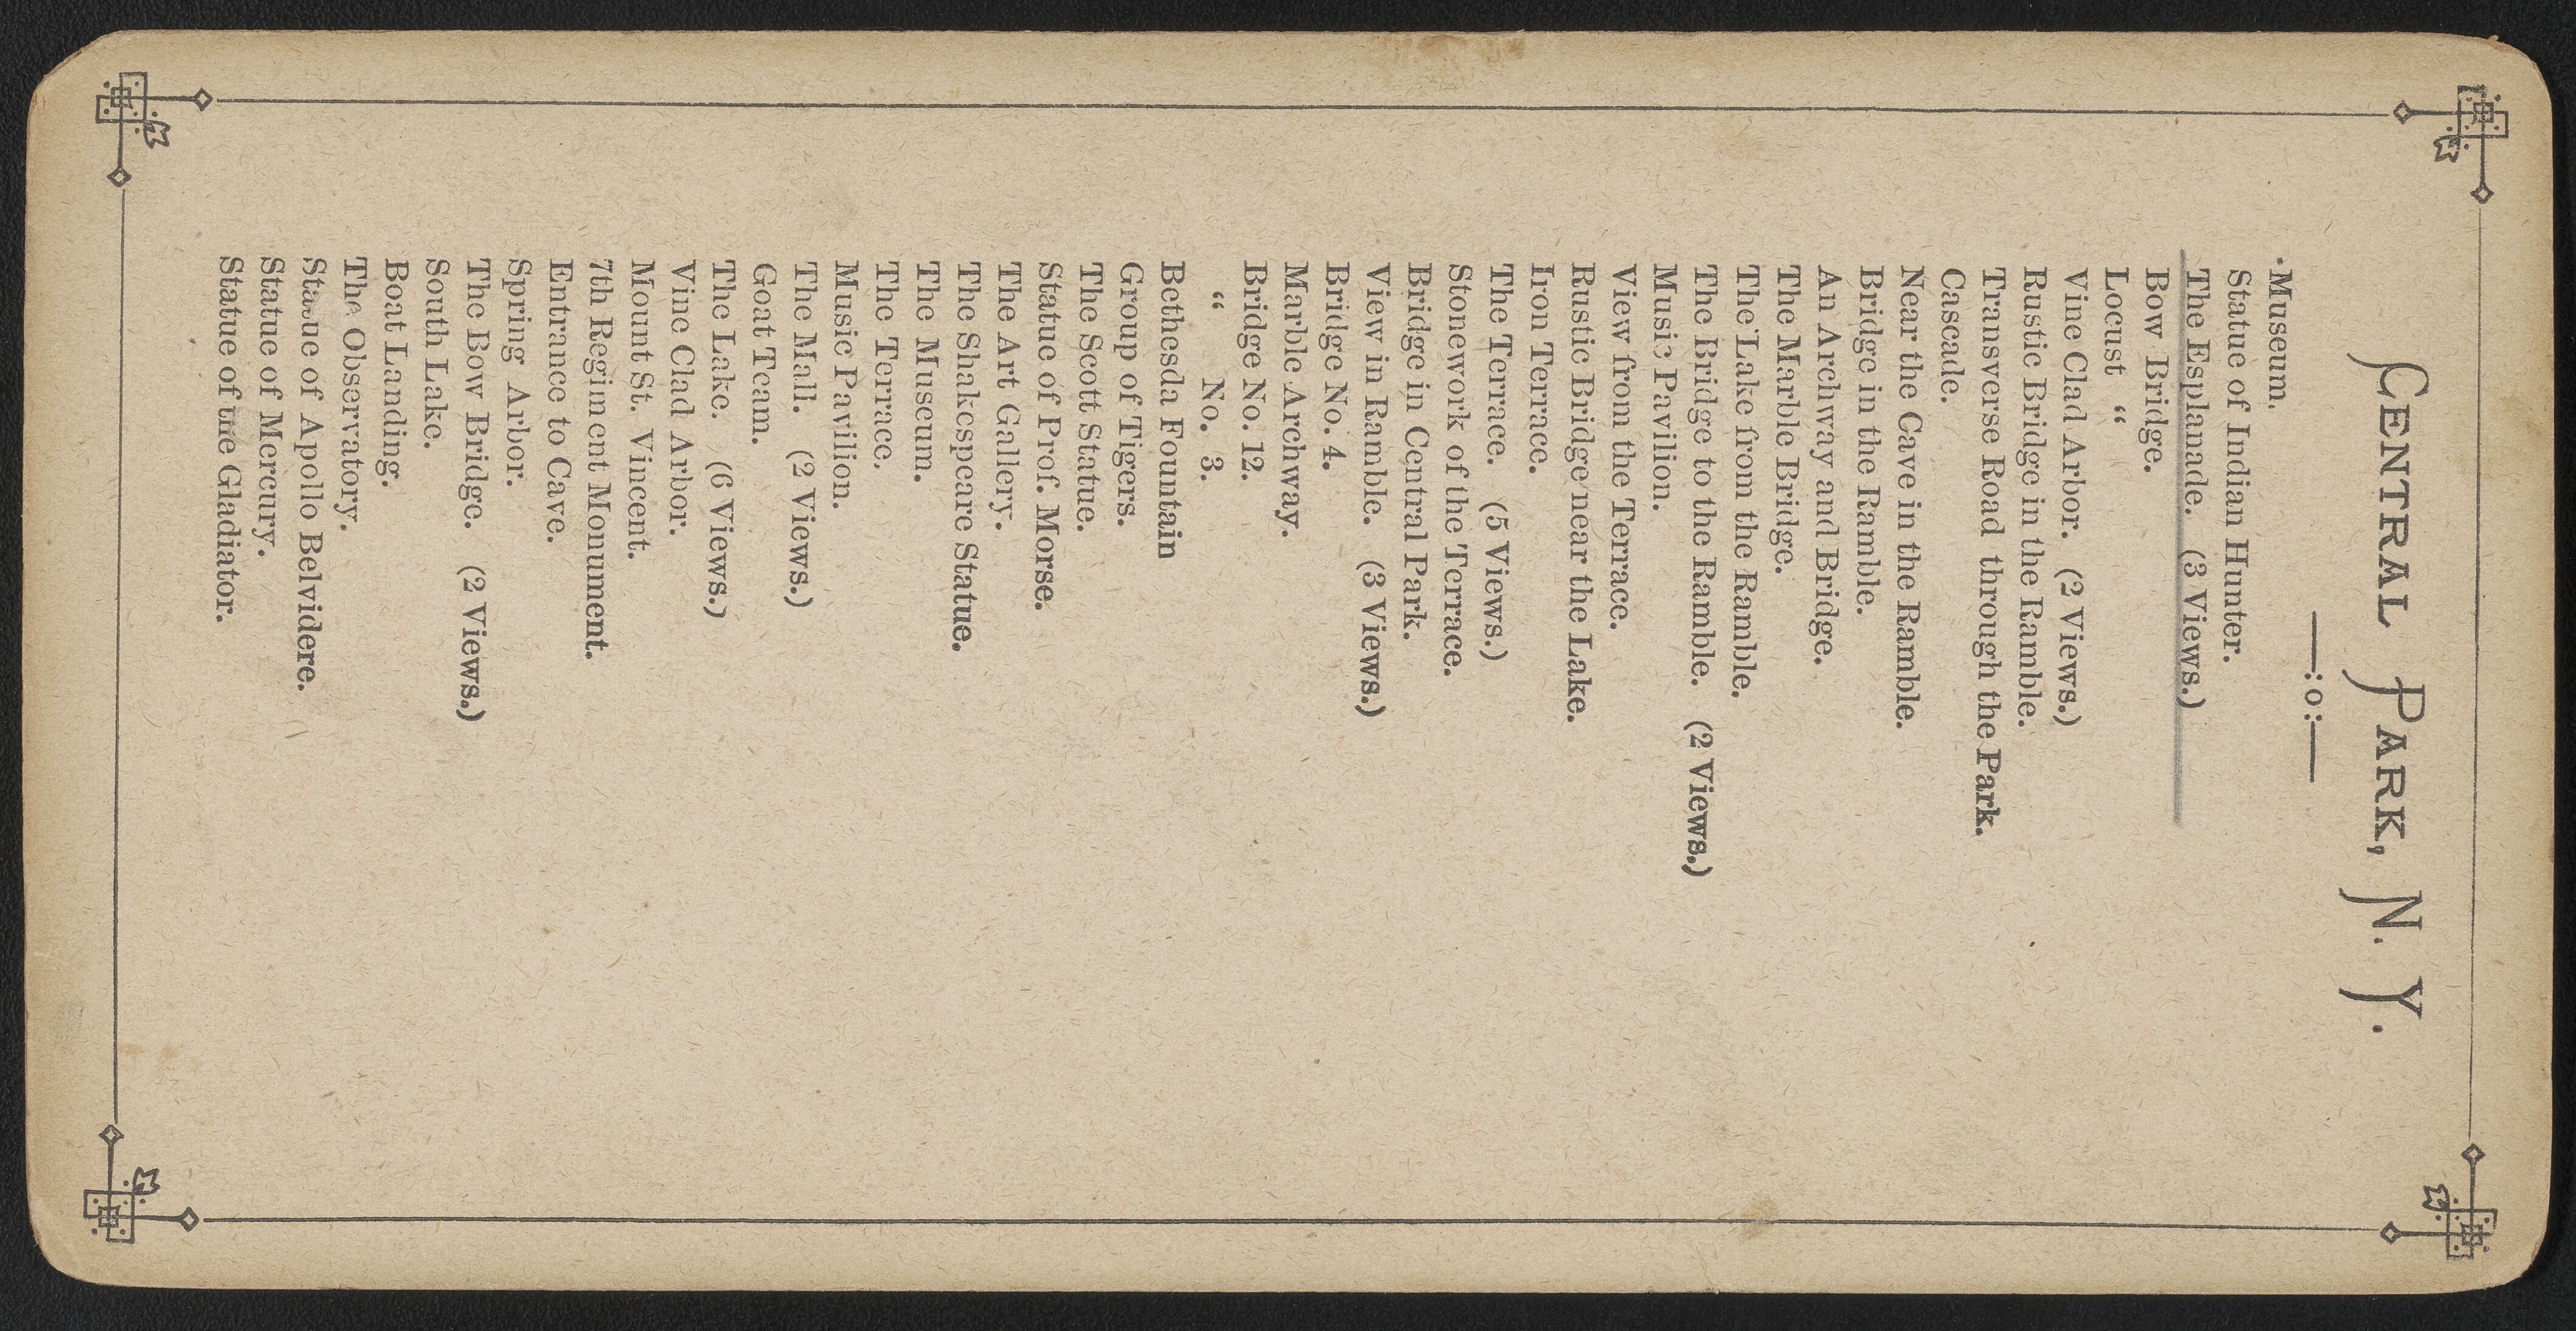 CENTRAL PARK, N. Y.
—:o:—
Museum.
Statue of Indian Hunter.
The Esplanade. (3 Views.)
Bow Bridge.
Locust “
Vine Clad Arbor. (2 Views.)
Rustic Bridge in the Ramble.
Transverse Road through the Park.
Cascade.
Near the Cave in the Ramble.
Bridge in the Ramble.
An Archway and Bridge.
The Marble Bridge.
The Lake from the Ramble.
The Bridge to the Ramble. (2 Views.)
Music Pavilion.
View from the Terrace.
Rustic Bridge near the Lake.
Iron Terrace.
The Terrace. (5 Views.)
Stonework of the Terrace.
Bridge in Central Park.
View in Ramble. (3 Views.)
Bridge No. 4.
Marble Archway.
Bridge No. 12.
“ No. 3.
Bethesda Fountain
Group of Tigers.
The Scott Statue.
Statue of Prof. Morse.
The Art Gallery.
The Shakespeare Statue.
The Museum.
The Terrace.
Music Pavilion.
The Mall. (2 Views.)
Goat Team.
The Lake. (6 Views.)
Vine Clad Arbor.
Mount St. Vincent.
7th Regiment Monument.
Entrance to Cave.
Spring Arbor.
The Bow Bridge. (2 Views.)
South Lake.
Boat Landing.
The Observatory.
Statue of Apollo Belvidere.
Statue of Mercury.
Statue of the Gladiator.